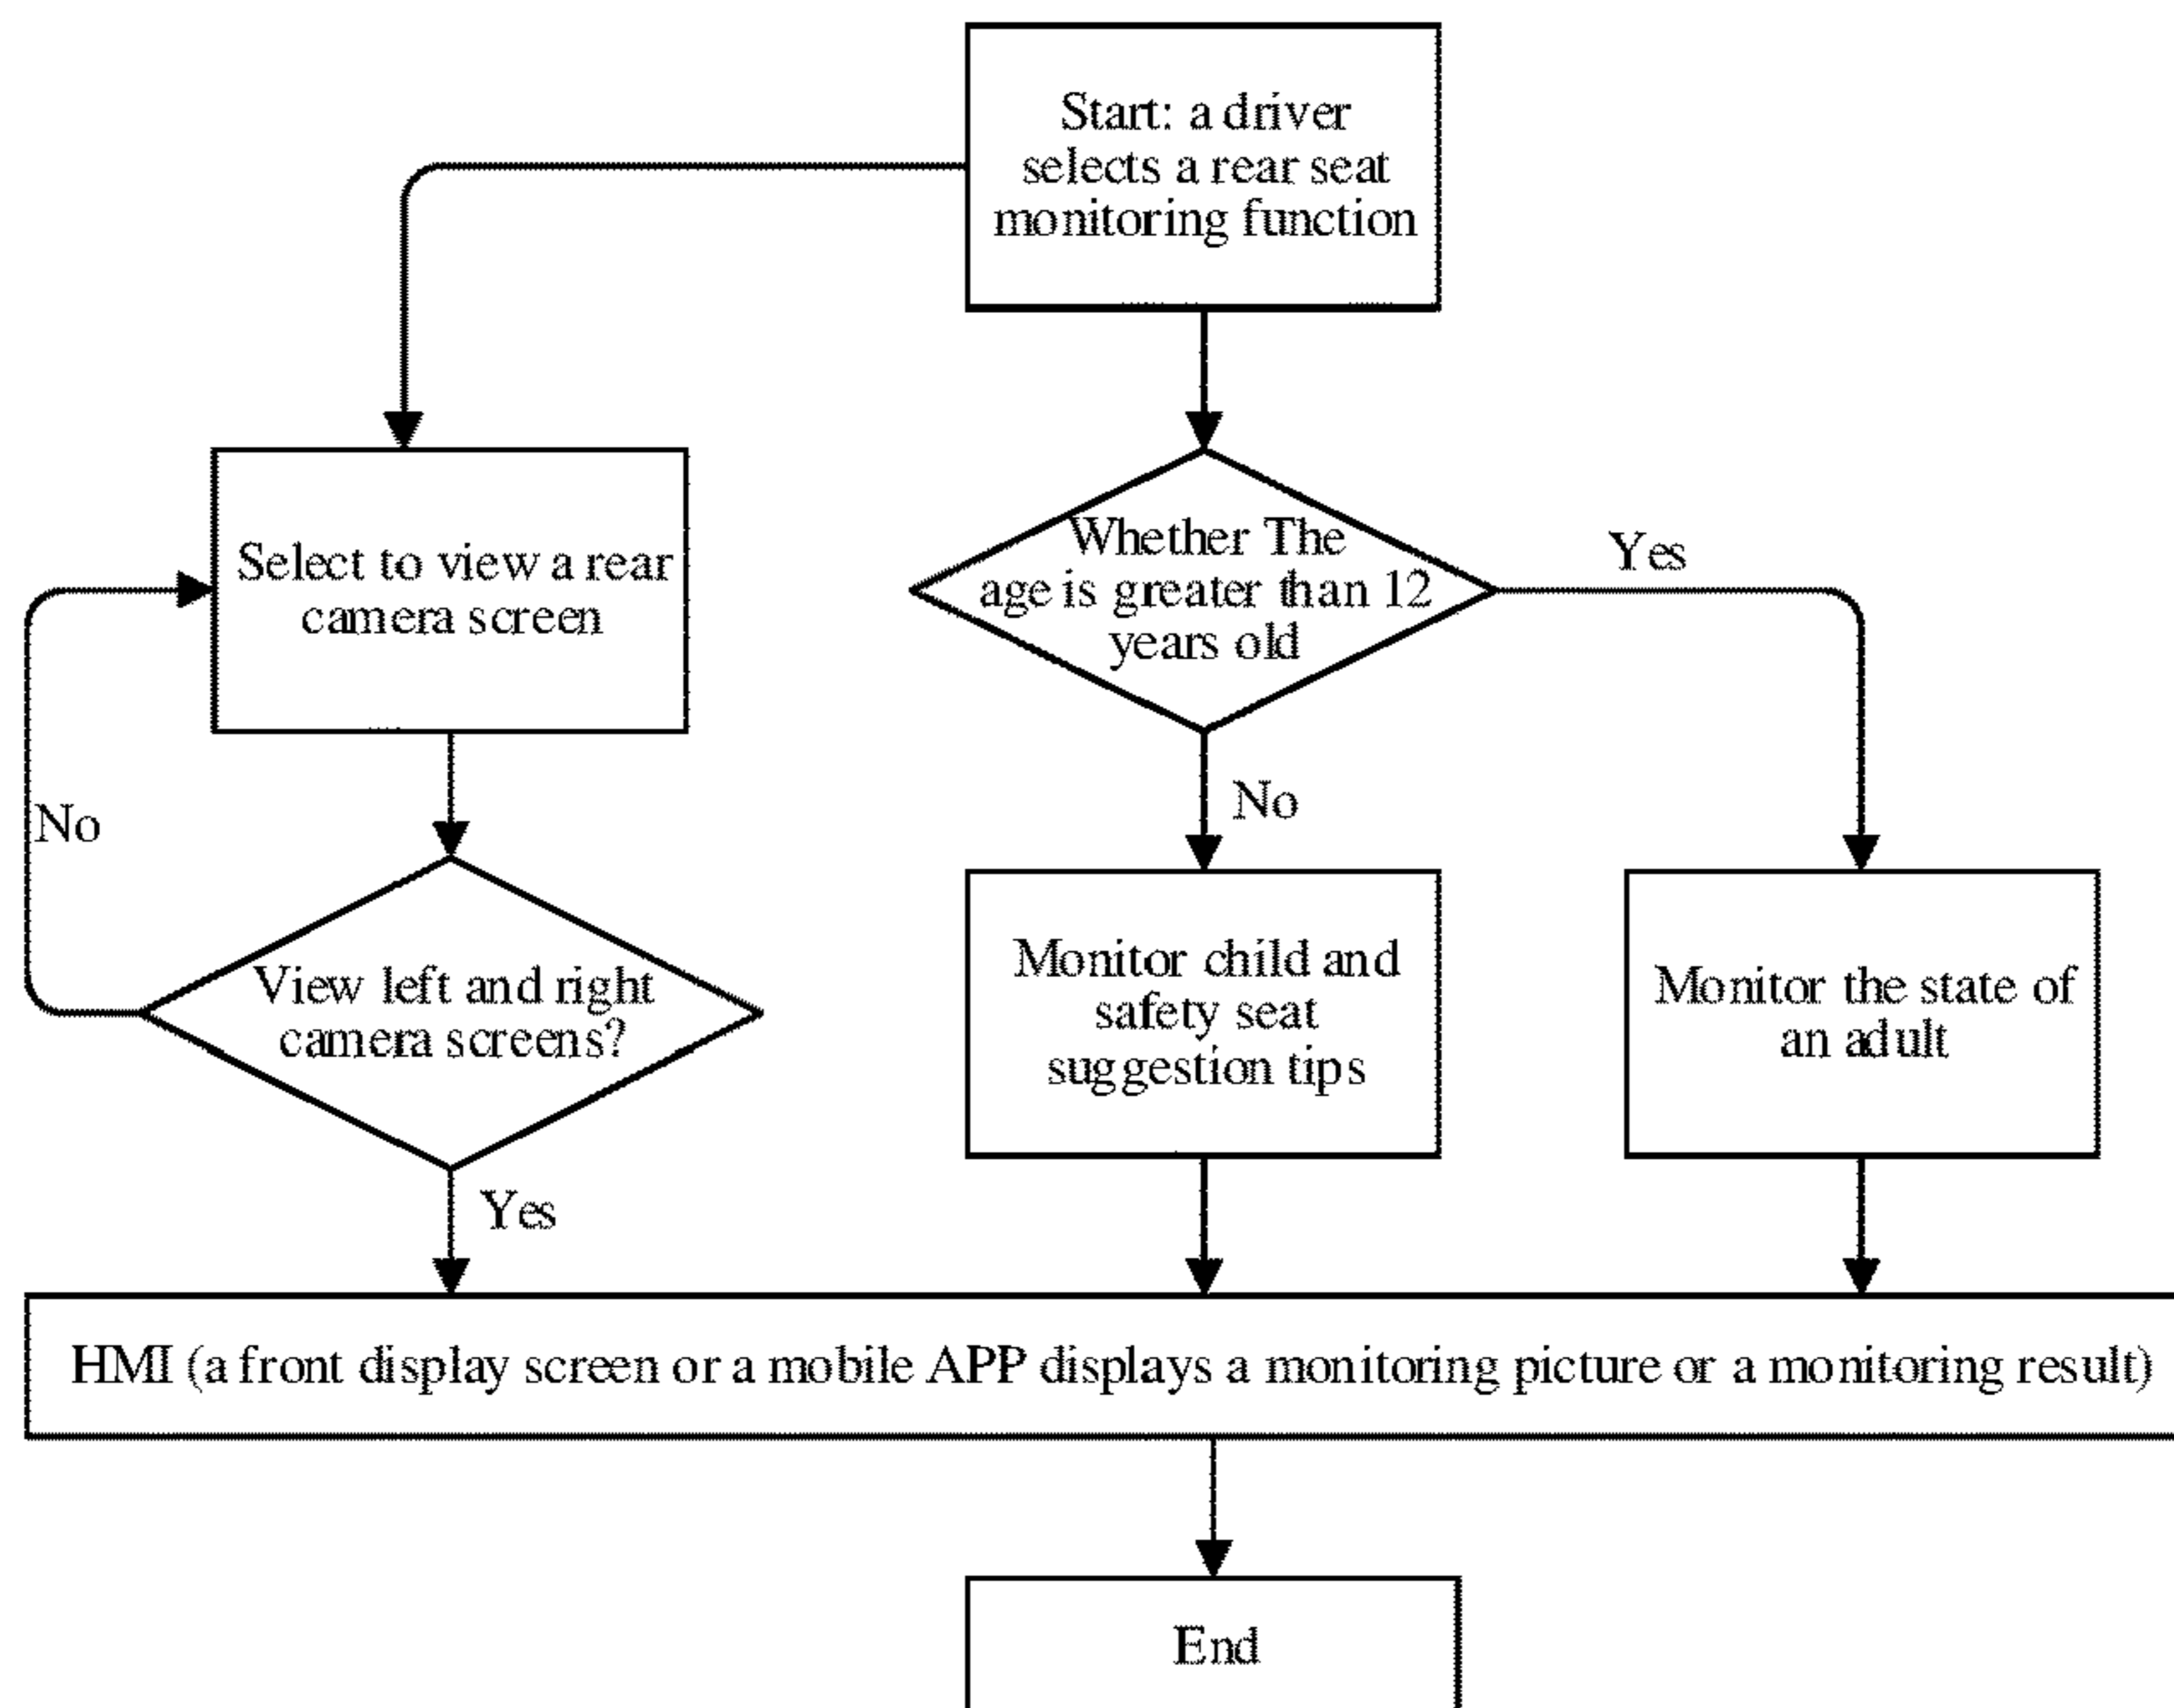 Start: a driver
selects a rear seat
monitoring function
Select to view a rear
camera screen
Whether The
age is greater than 12
years old
Yes
No
No
View left and right
camera screens?
Monitor child and
safety seat
suggestion tips
Monitor the state of
an adult
Yes
HMI (a front display screen or a mobile APP displays a monitoring picture or a monitoring result)
End